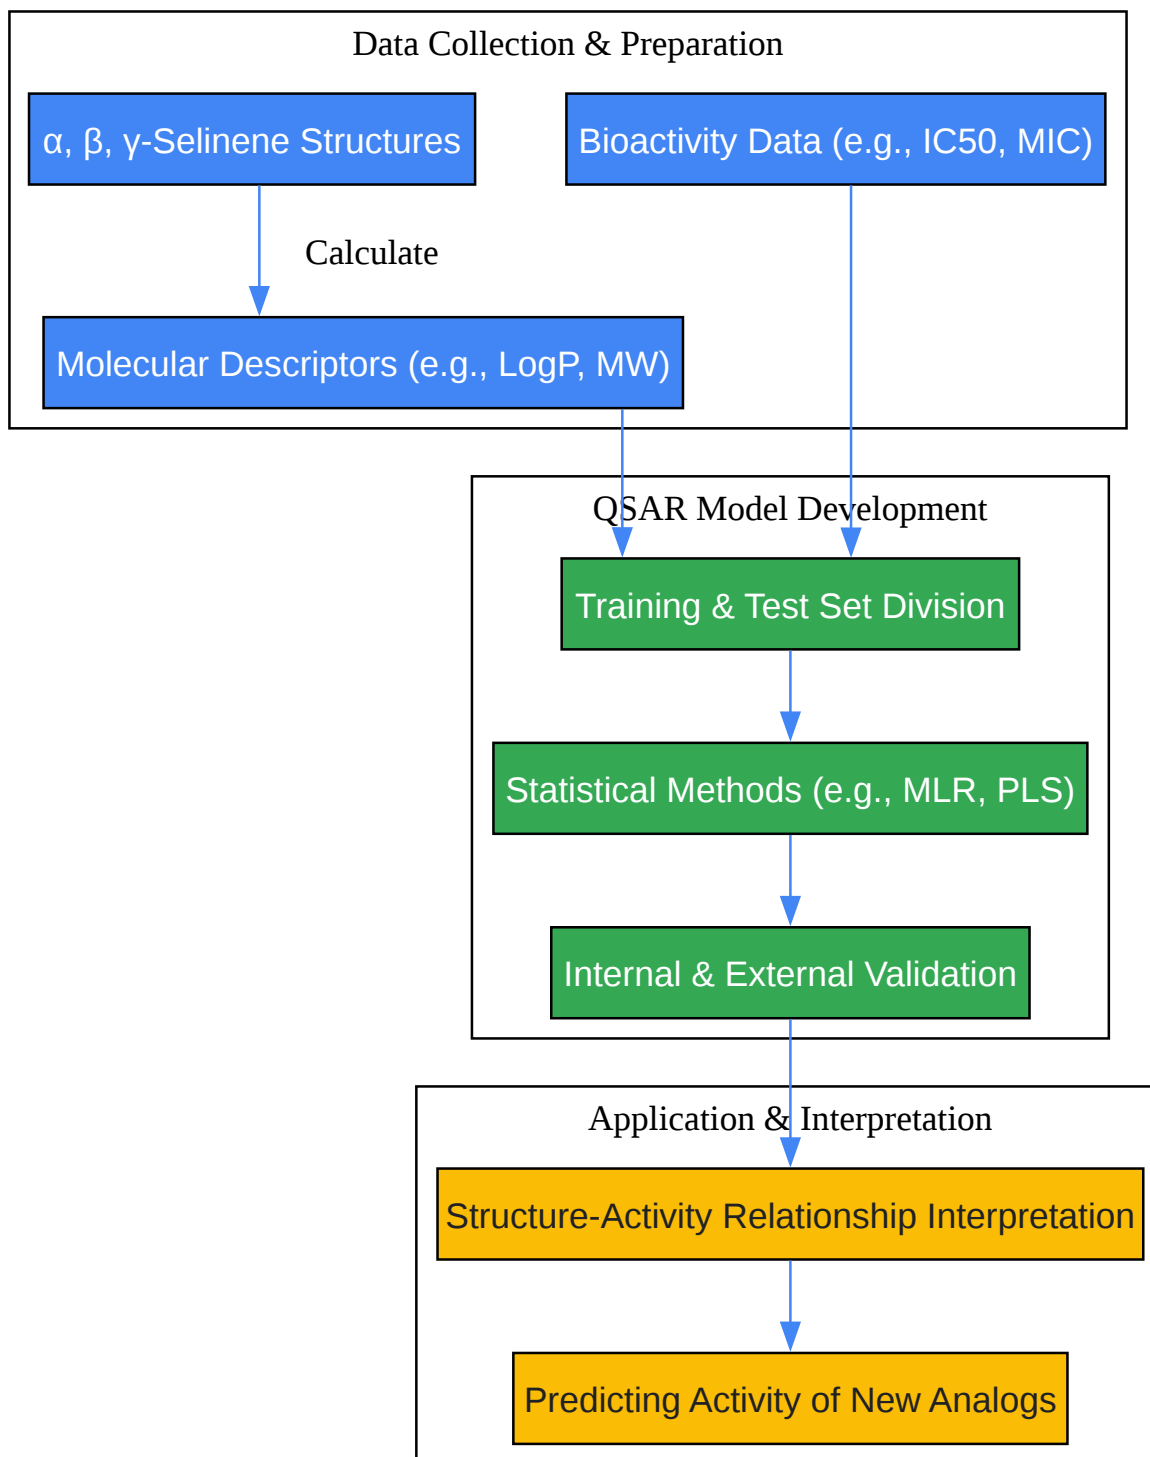 Data Collection & Preparation
α, β, γ-Selinene Structures
Bioactivity Data (e.g., IC50, MIC)
Calculate
Molecular Descriptors (e.g., LogP, MW)
QSAR Model Development
Training & Test Set Division
Statistical Methods (e.g., MLR, PLS)
Internal & External Validation
Application & Interpretation
Structure-Activity Relationship Interpretation
Predicting Activity of New Analogs